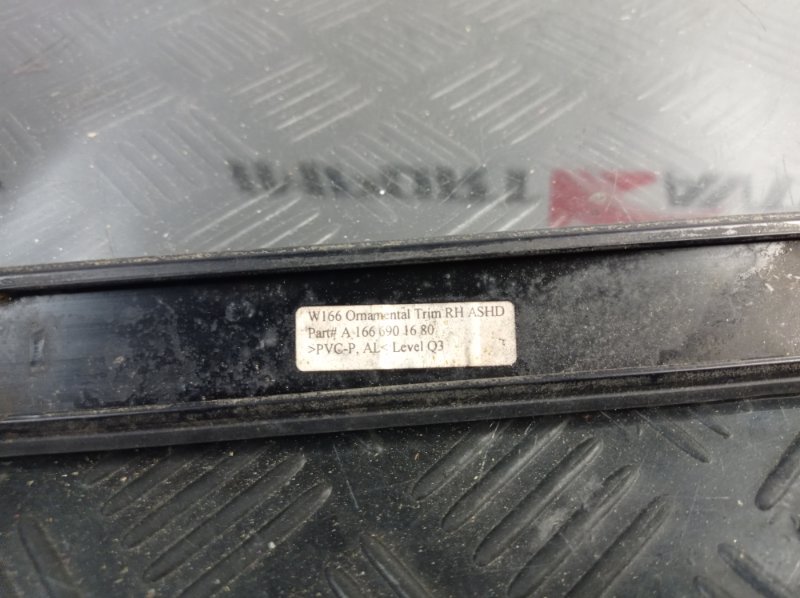 W166 Ornamental Trim RH ASHD
Part# A 166 690 16 80
>PVC-P, AL< Level Q3